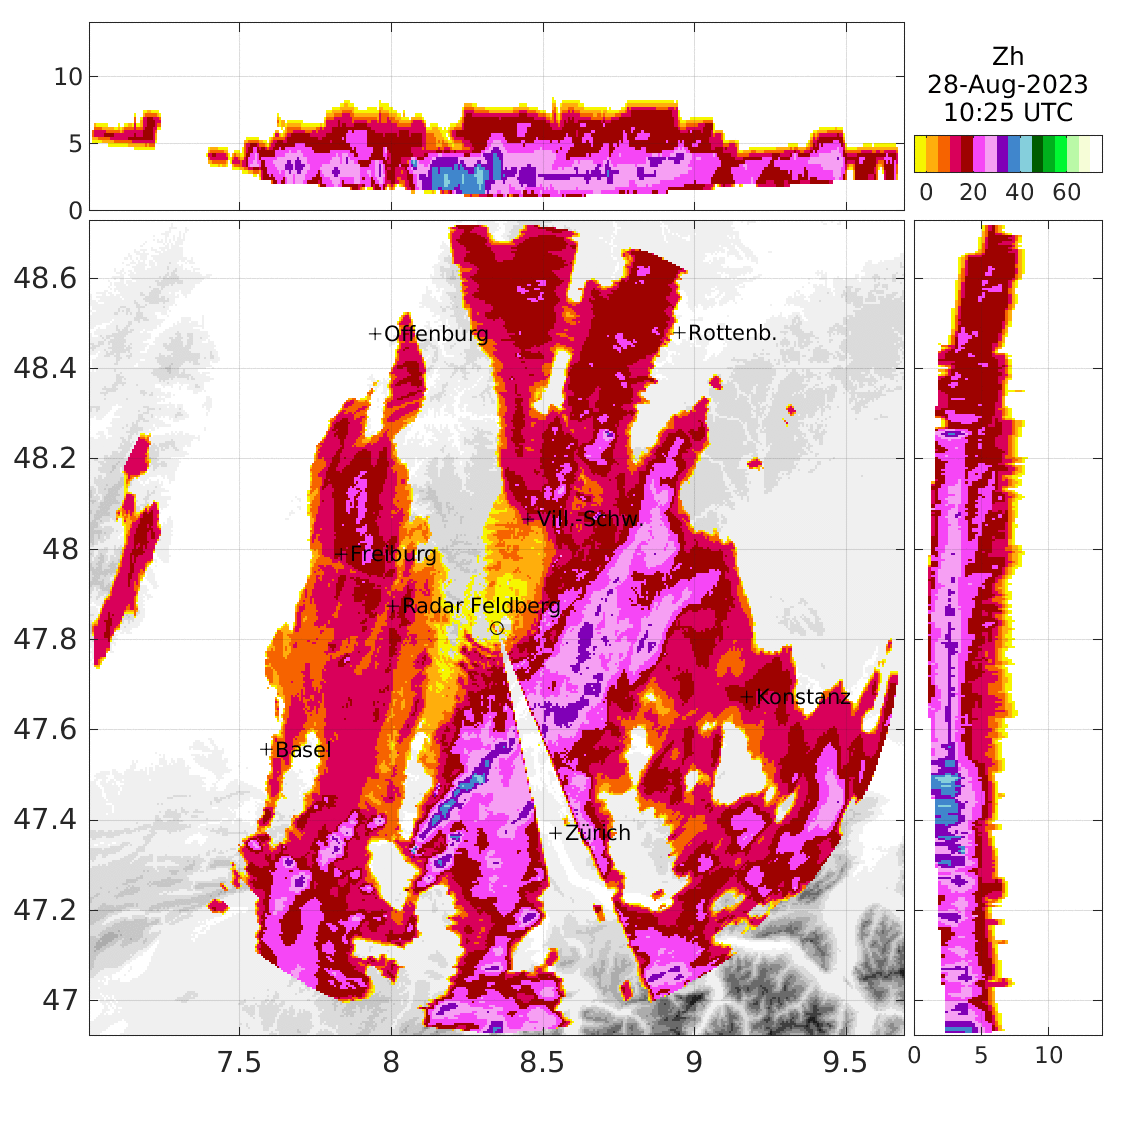 Zh
28-Aug-2023
10:25 UTC
0 20 40 60
10
5
0
48.6
48.4
48.2
48
47.8
47.6
47.4
47.2
47
+Offenburg
+Rottenb.
+Vill.-Schw.
+Freiburg
+Radar Feldberg
+Konstanz
+Basel
+Zürich
7.5 8 8.5 9 9.5
0 5 10